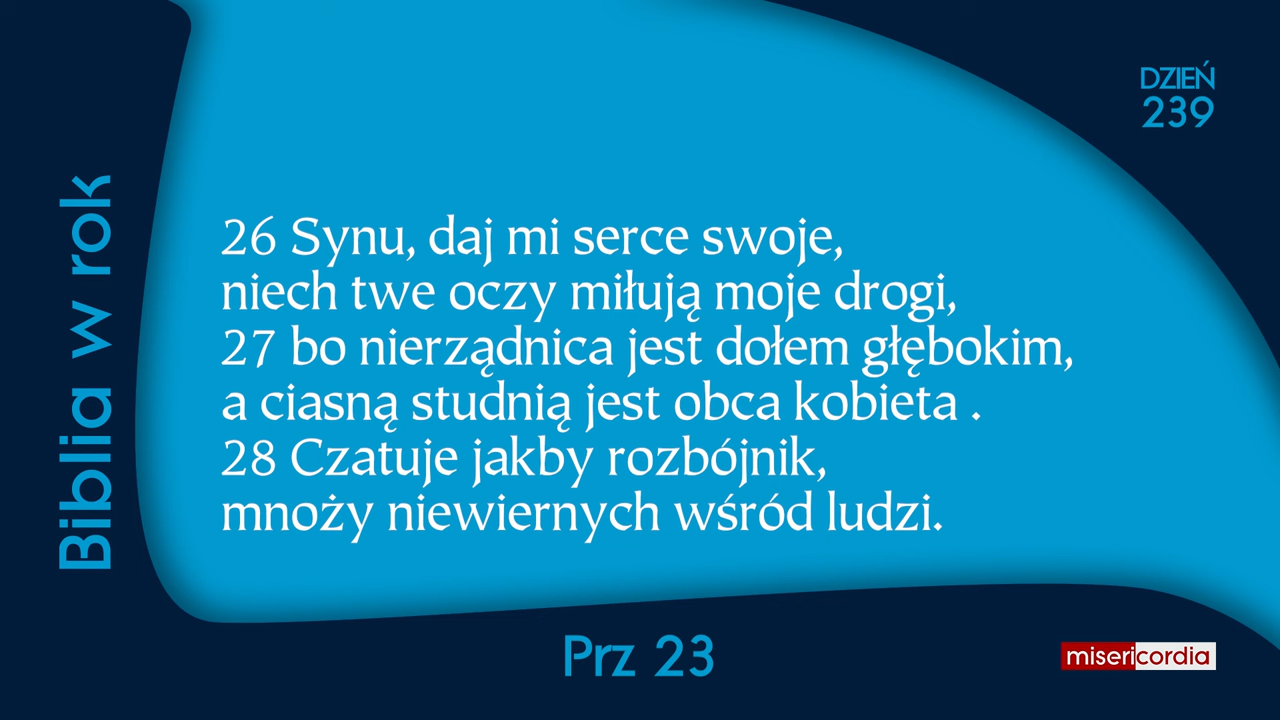 DZIEŃ
239
Biblia w rok
26 Synu, daj mi serce swoje,
niech twe oczy miłują moje drogi,
27 bo nierządnica jest dołem głębokim,
a ciasną studnią jest obca kobieta .
28 Czatuje jakby rozbójnik,
mnoży niewiernych wśród ludzi.
Prz 23
misericordia